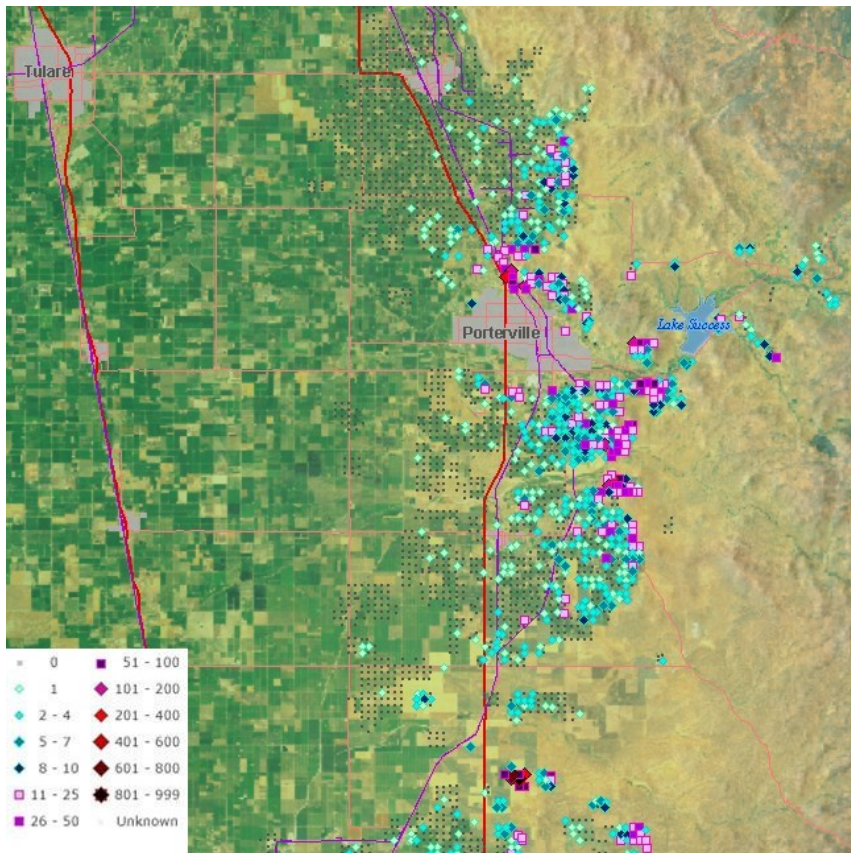 Tulare
Lake Success
Porterville
0
1
2 - 4
5 - 7
8 - 10
11 - 25
26 - 50
51 - 100
101 - 200
201 - 400
401 - 600
601 - 800
801 - 999
Unknown